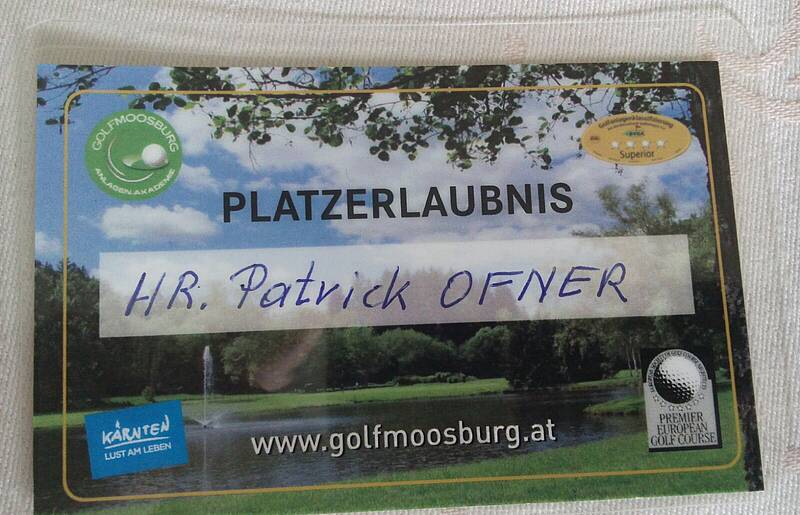 GOLFMOOSBURG
ANLAGEN.AKADEMIE
Golfanlagenklassifizierung
Superior
PLATZERLAUBNIS
HR. Patrick OFNER
KÄRNTEN
LUST AM LEBEN
www.golfmoosburg.at
PREMIER
EUROPEAN
GOLF COURSE